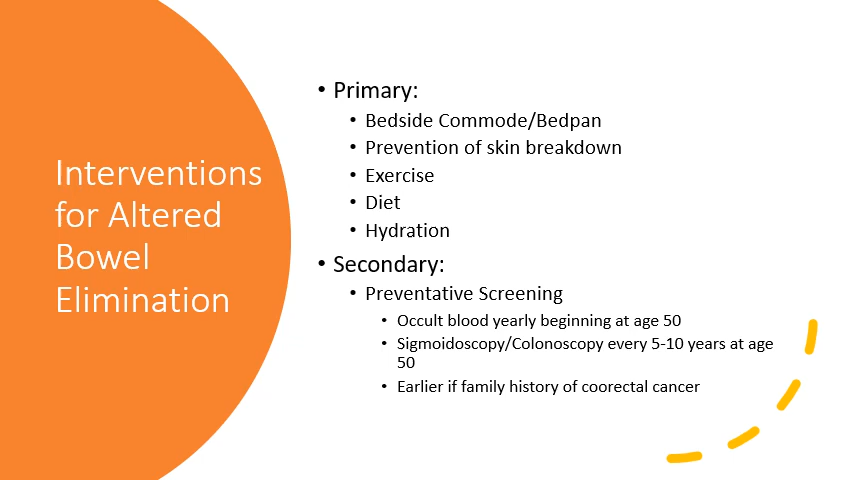 Interventions
for Altered
Bowel
Elimination
• Primary:
• Bedside Commode/Bedpan
• Prevention of skin breakdown
• Exercise
• Diet
• Hydration
• Secondary:
• Preventative Screening
• Occult blood yearly beginning at age 50
• Sigmoidoscopy/Colonoscopy every 5-10 years at age
50
• Earlier if family history of coorectal cancer